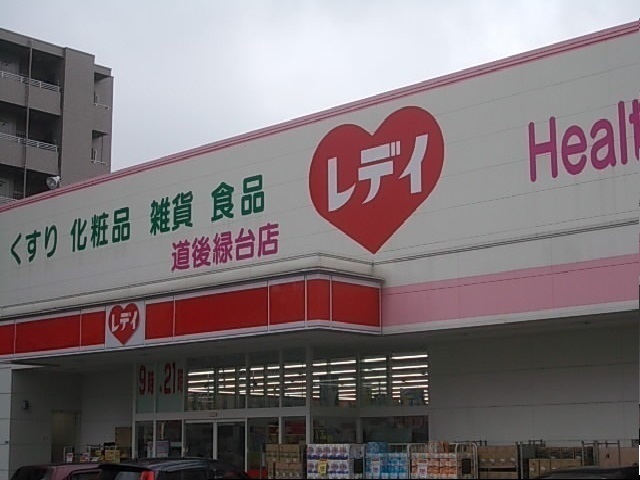 くすり 化粧品 雑貨 食品
道後緑台店
レデイ
Healt
レデイ
9時 21時